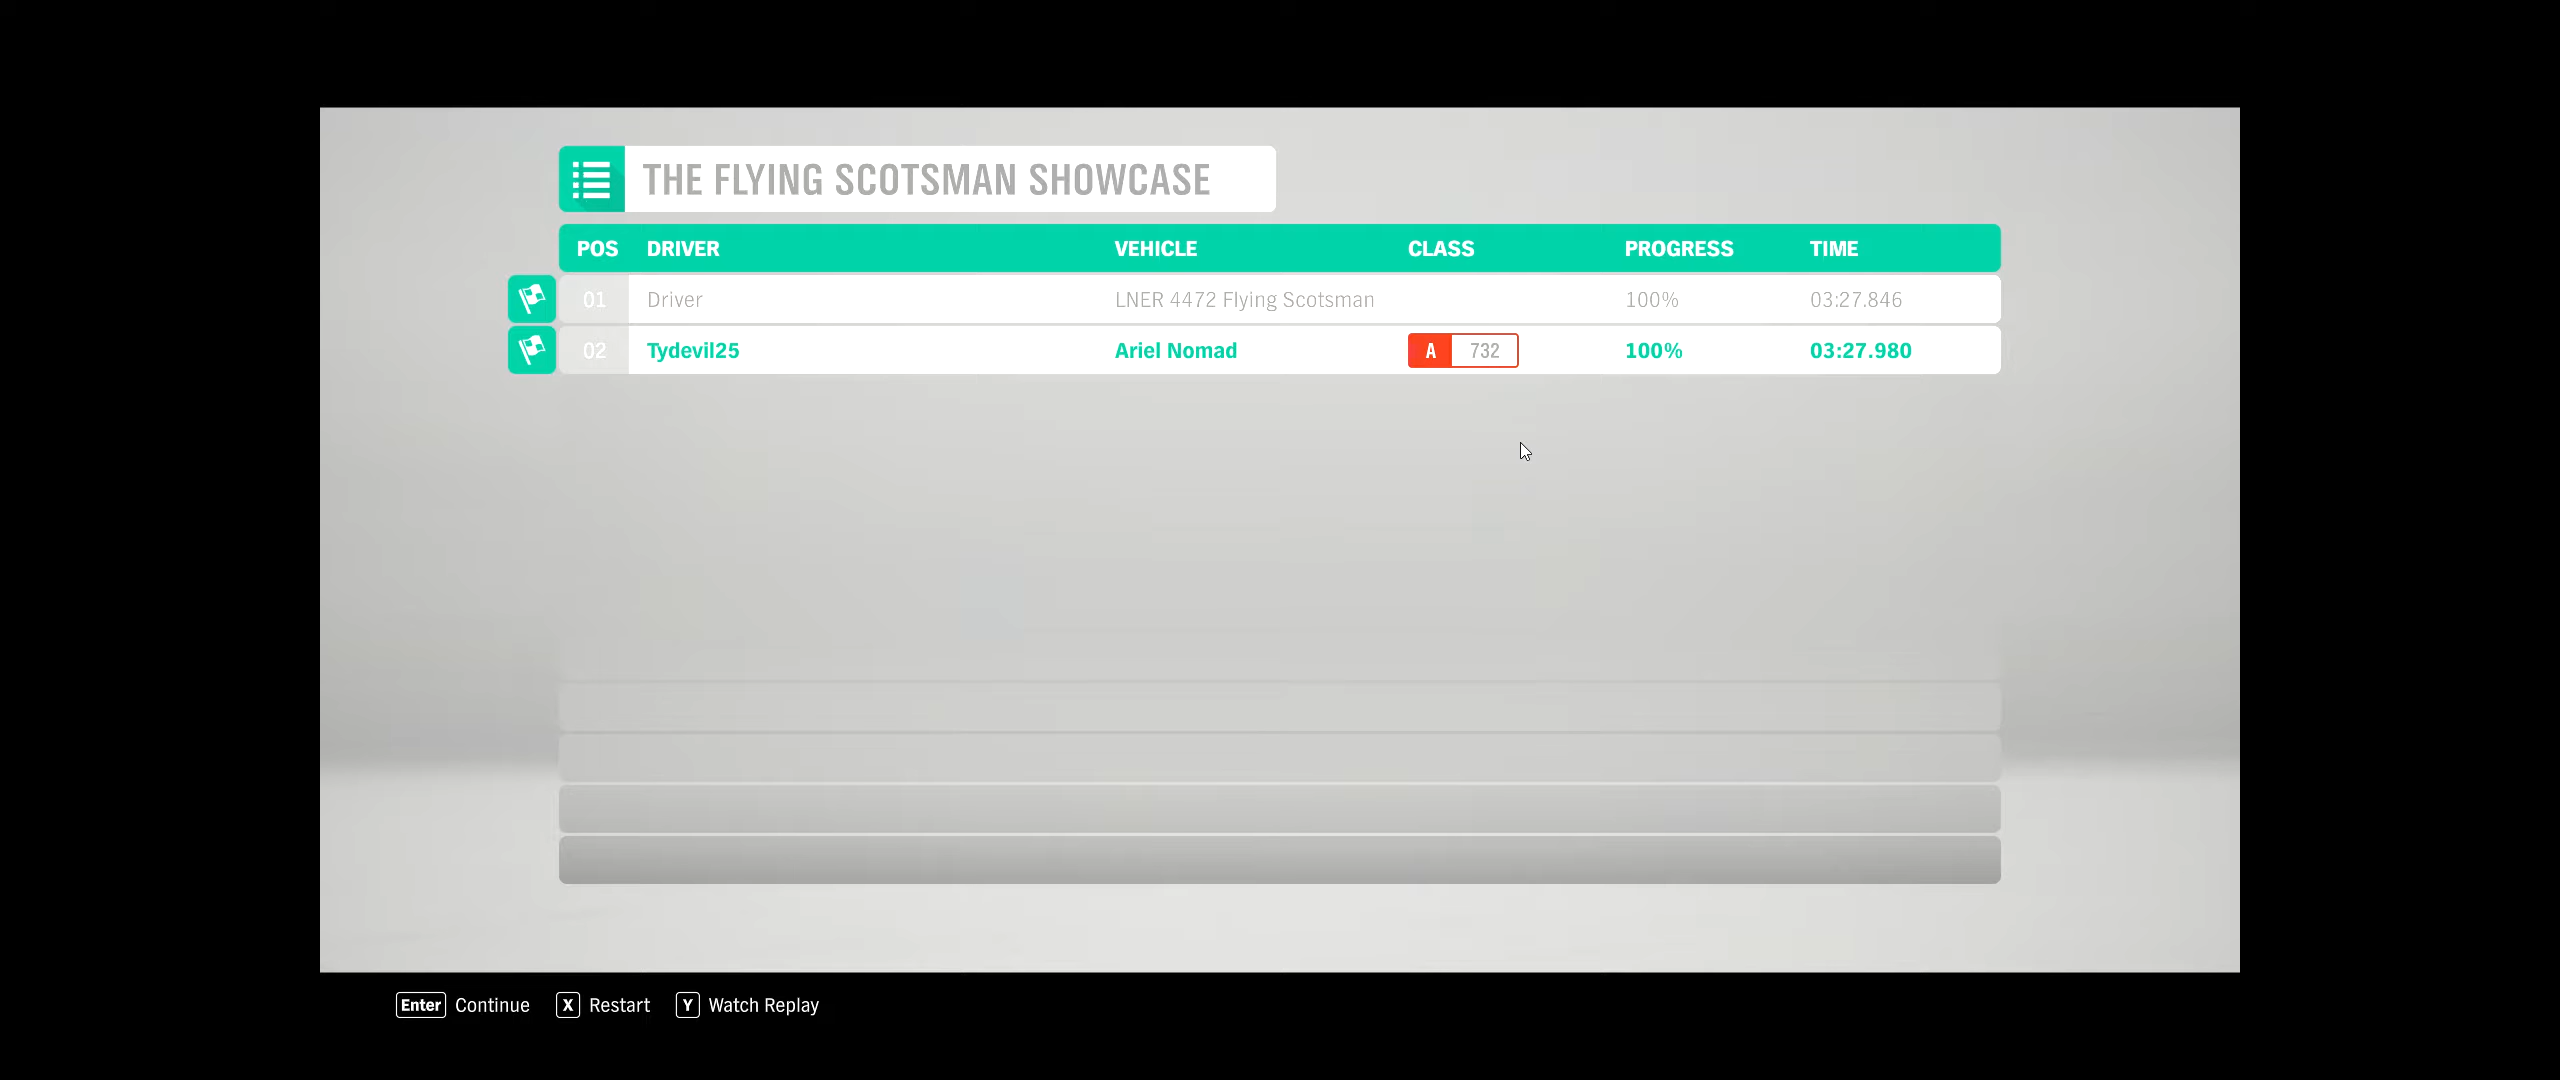 THE FLYING SCOTSMAN SHOWCASE
POS DRIVER VEHICLE CLASS PROGRESS TIME
01 Driver LNER 4472 Flying Scotsman 100% 03:27.846
02 Tydevil25 Ariel Nomad A 732 100% 03:27.980
Enter Continue X Restart Y Watch Replay